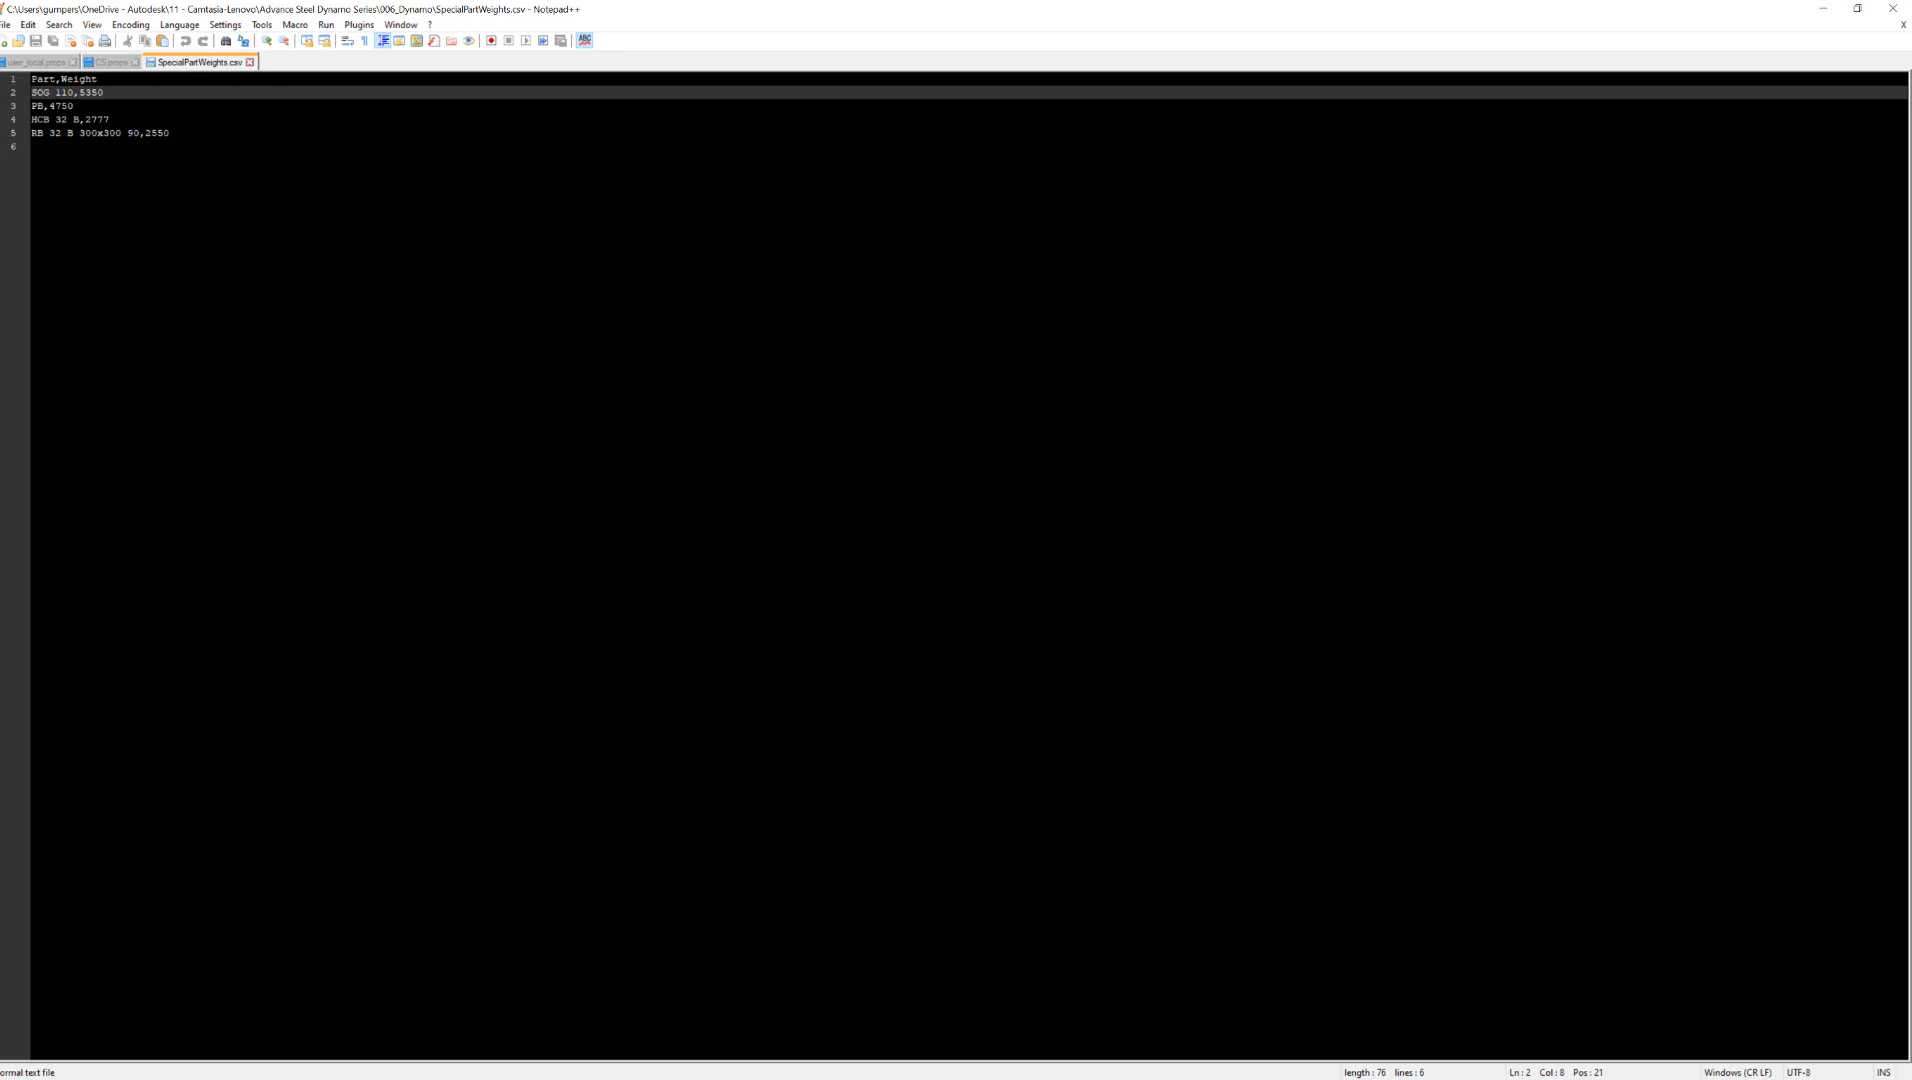 C:\Users\gumpers\OneDrive - Autodesk\11 - Camtasia-Lenovo\Advance Steel Dynamo Series\006_Dynamo\SpecialPartWeights.csv - Notepad++
File Edit Search View Encoding Language Settings Tools Macro Run Plugins Window ? X
ABC
user_local.props CS.props SpecialPartWeights.csv
1 Part,Weight
2 SOG 110,5350
3 PB,4750
4 HCB 32 B,2777
5 RB 32 B 300x300 90,2550
6
ormal text file length : 76 lines : 6 Ln : 2 Col : 8 Pos : 21 Windows (CR LF) UTF-8 INS